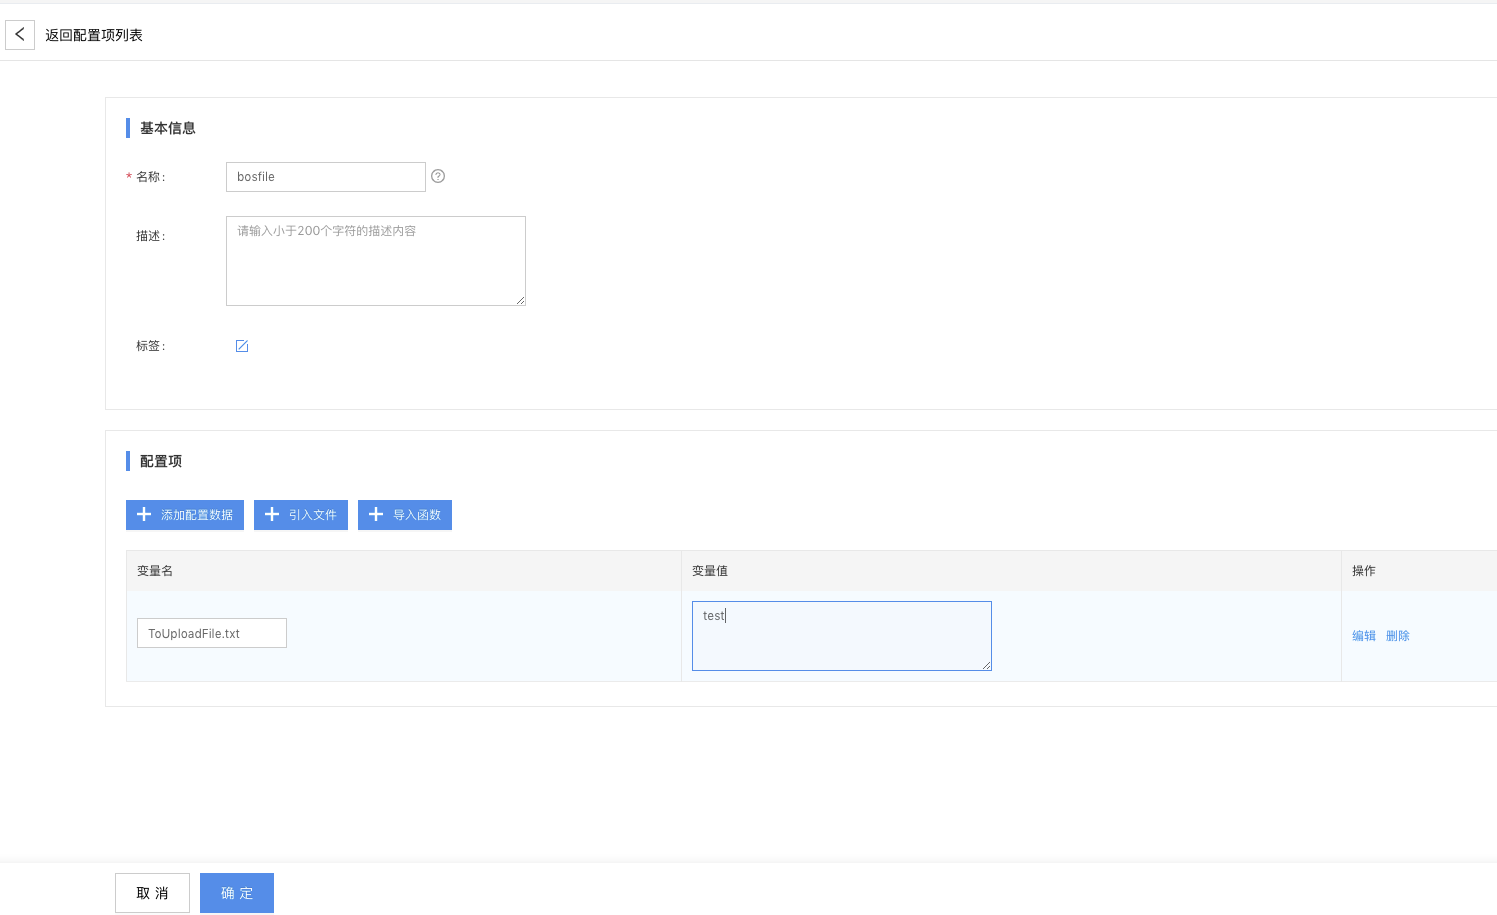 返回配置项列表
基本信息
* 名称 :
bosfile
描述 :
请输入小于200个字符的描述内容
标签 :
配置项
添加配置数据 引入文件 导入函数
变量名 变量值 操作
ToUploadFile.txt test 编辑 删除
取消 确定